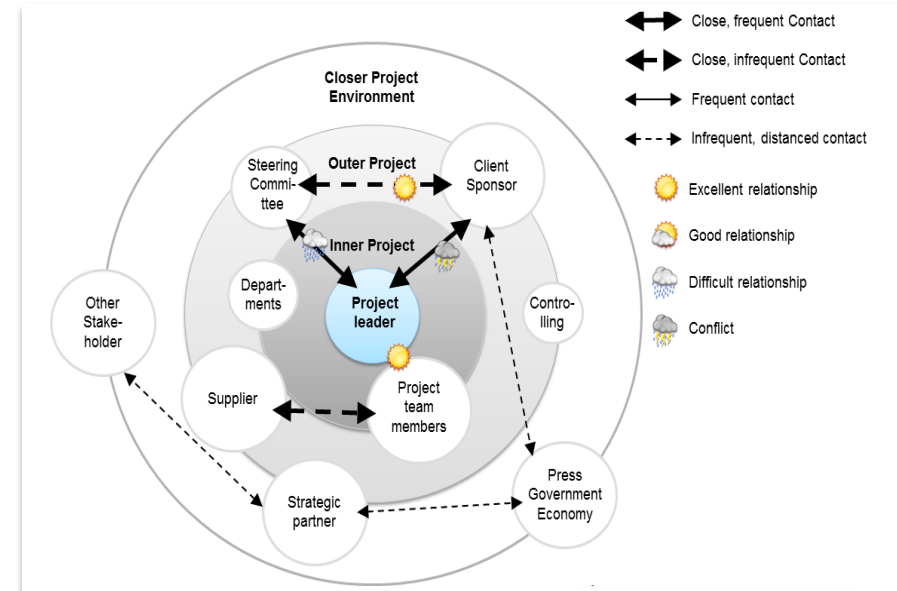 Close, frequent Contact
Close, infrequent Contact
Frequent contact
Infrequent, distanced contact
Excellent relationship
Good relationship
Difficult relationship
Conflict
Closer Project
Environment
Outer Project
Steering
Commi-
ttee
Client
Sponsor
Inner Project
Depart-
ments
Project
leader
Contro-
lling
Other
Stake-
holder
Supplier
Project
team
members
Strategic
partner
Press
Government
Economy